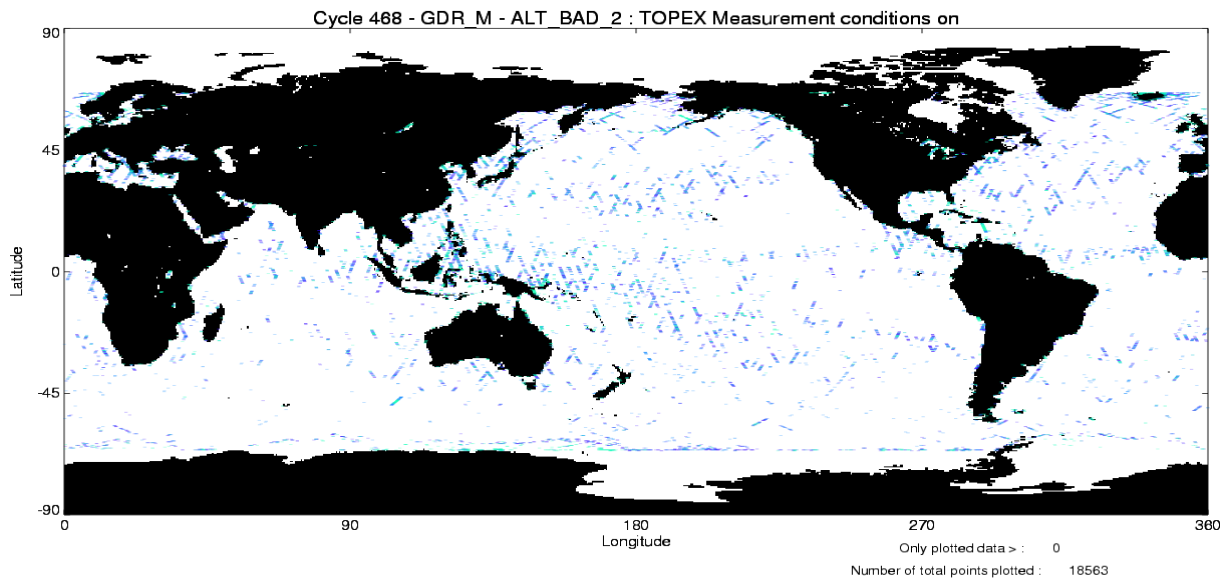 Cycle 468 - GDR_M - ALT_BAD_2 : TOPEX Measurement conditions on
90
45
0
-45
-90
Latitude
0 90 180 270 360
Longitude
Only plotted data > : 0
Number of total points plotted : 18563